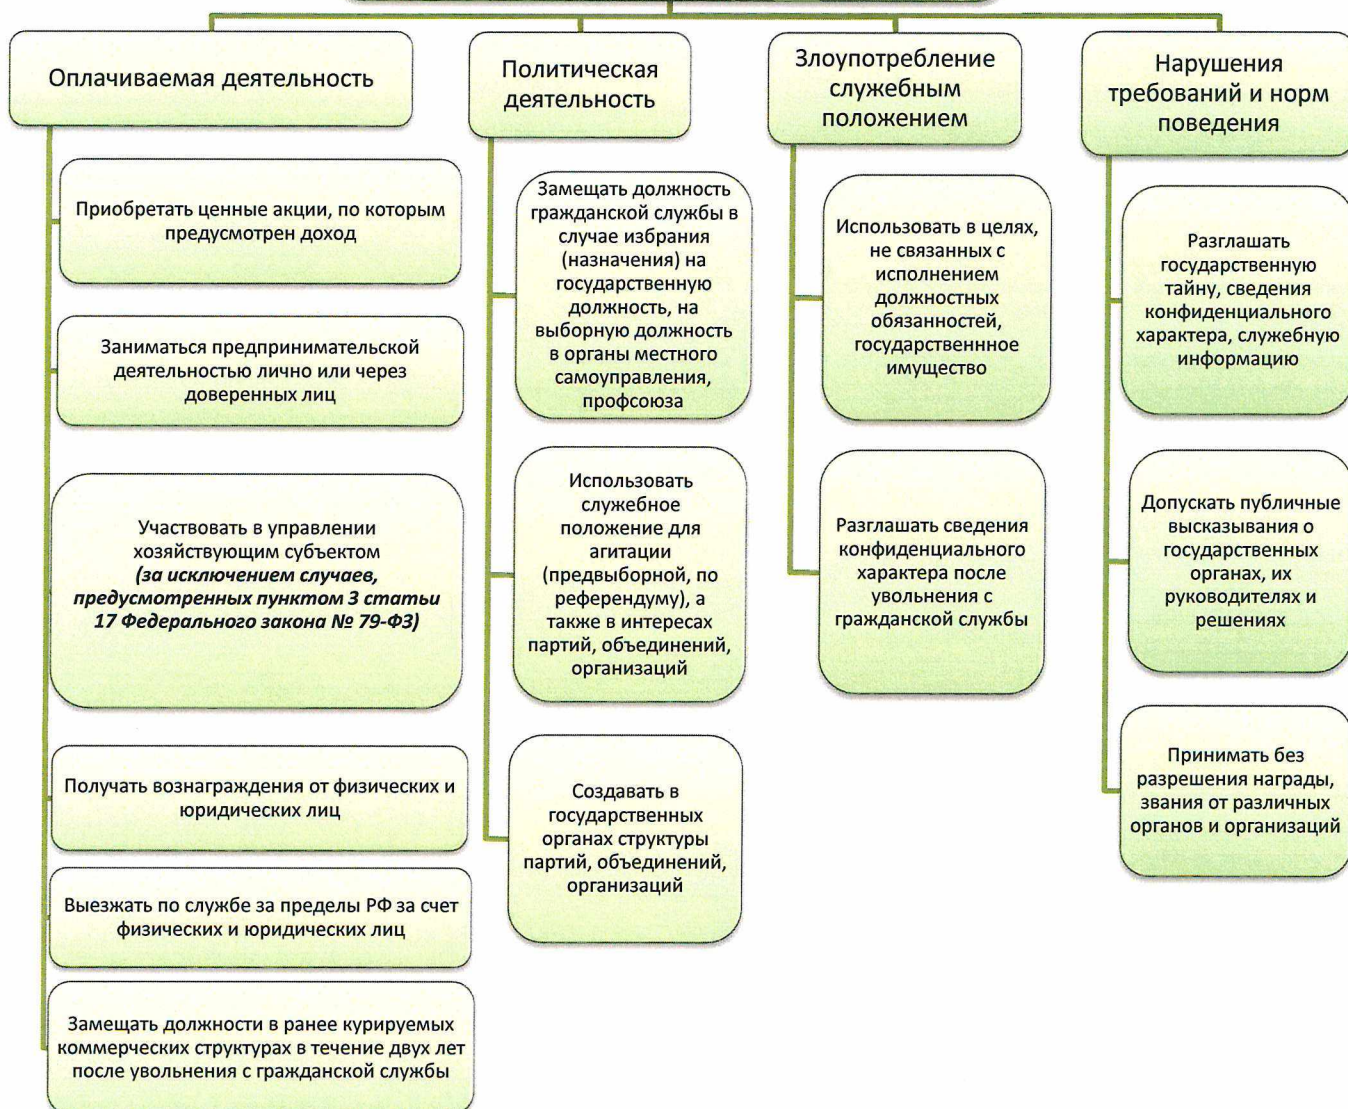 Оплачиваемая деятельность
Приобретать ценные акции, по которым
предусмотрен доход
Заниматься предпринимательской
деятельностью лично или через
доверенных лиц
Участвовать в управлении
хозяйствующим субъектом
(за исключением случаев,
предусмотренных пунктом 3 статьи
17 Федерального закона № 79-ФЗ)
Получать вознаграждения от физических и
юридических лиц
Выезжать по службе за пределы РФ за счет
физических и юридических лиц
Замещать должности в ранее курируемых
коммерческих структурах в течение двух лет
после увольнения с гражданской службы
Политическая
деятельность
Замещать должность
гражданской службы в
случае избрания
(назначения) на
государственную
должность, на
выборную должность
в органы местного
самоуправления,
профсоюза
Использовать
служебное
положение для
агитации
(предвыборной, по
референдуму), а
также в интересах
партий, объединений,
организаций
Создавать в
государственных
органах структуры
партий, объединений,
организаций
Злоупотребление
служебным
положением
Использовать в целях,
не связанных с
исполнением
должностных
обязанностей,
государственнное
имущество
Разглашать сведения
конфиденциального
характера после
увольнения с
гражданской службы
Нарушения
требований и норм
поведения
Разглашать
государственную
тайну, сведения
конфиденциального
характера, служебную
информацию
Допускать публичные
высказывания о
государственных
органах, их
руководителях и
решениях
Принимать без
разрешения награды,
звания от различных
органов и организаций